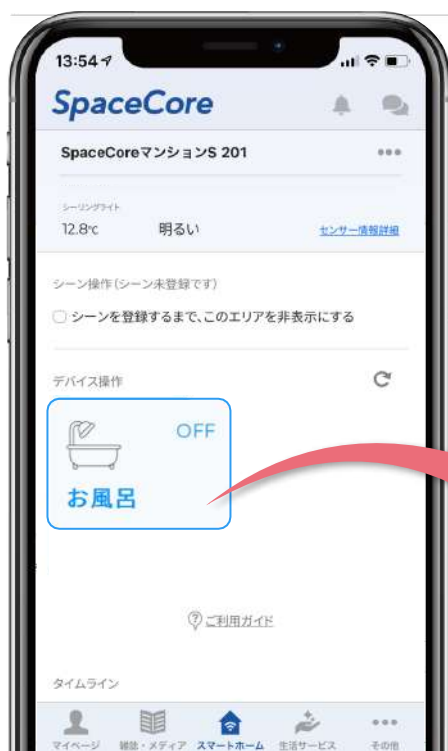 13:54
SpaceCore
SpaceCoreマンションS 201
シーリングライト
12.8℃ 明るい センサー情報詳細
シーン操作(シーン未登録です)
シーンを登録するまで、このエリアを非表示にする
デバイス操作
OFF
お風呂
? ご利用ガイド
タイムライン
マイページ 雑誌・メディア スマートホーム 生活サービス その他